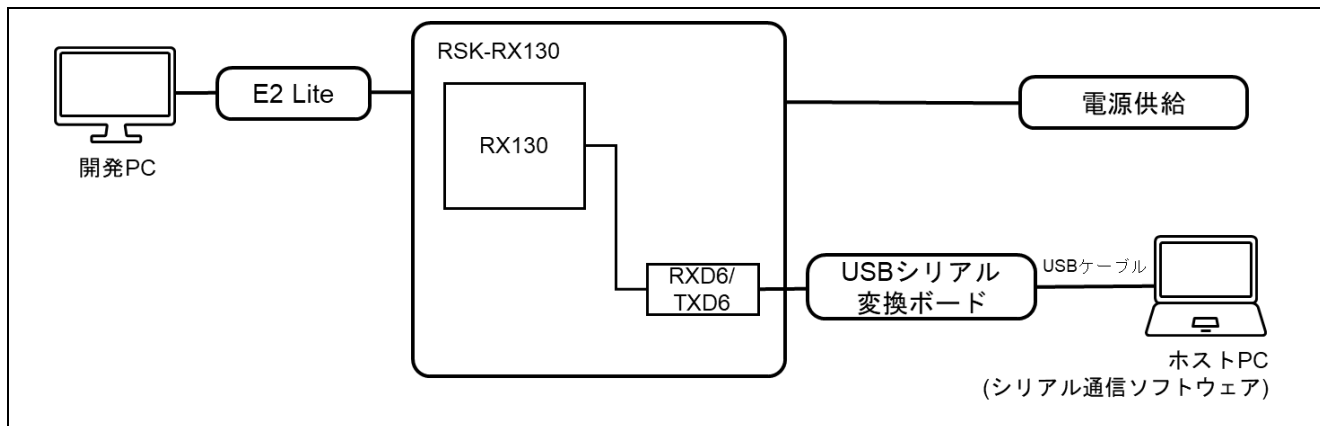 RSK-RX130
E2 Lite
開発PC
RX130
電源供給
RXD6/
TXD6
USBシリアル
変換ボード
USBケーブル
ホストPC
(シリアル通信ソフトウェア)